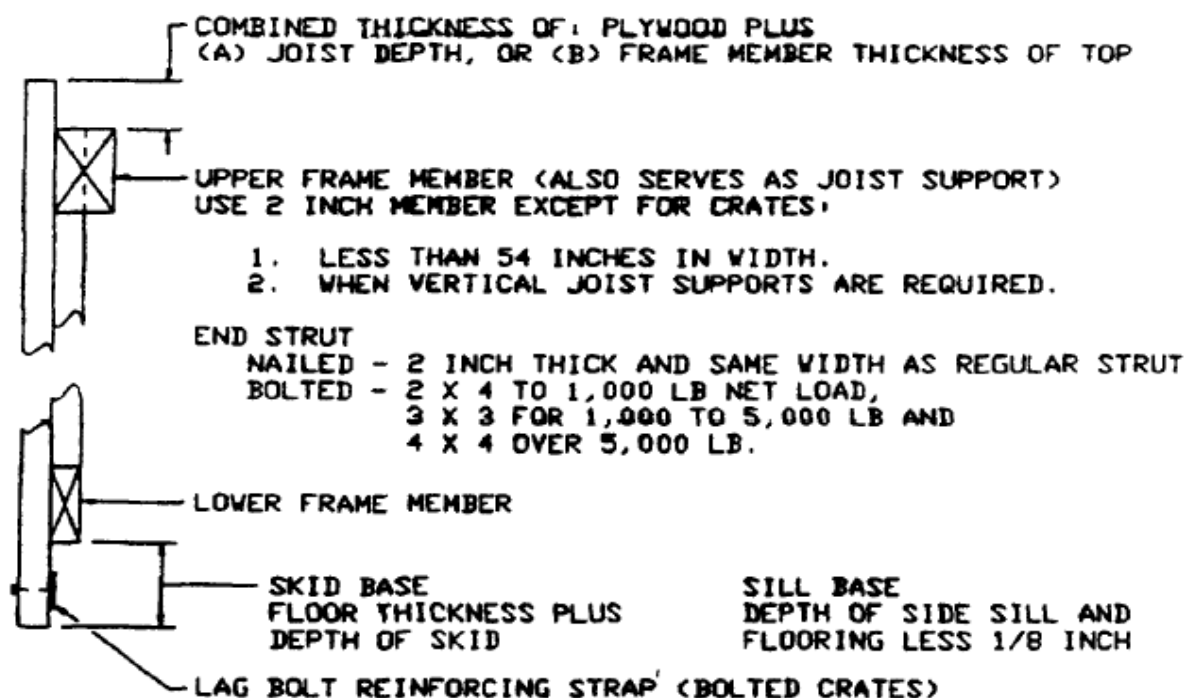 COMBINED THICKNESS OF: PLYWOOD PLUS
(A) JOIST DEPTH, OR (B) FRAME MEMBER THICKNESS OF TOP
UPPER FRAME MEMBER (ALSO SERVES AS JOIST SUPPORT)
USE 2 INCH MEMBER EXCEPT FOR CRATES:
1. LESS THAN 54 INCHES IN WIDTH.
2. WHEN VERTICAL JOIST SUPPORTS ARE REQUIRED.
END STRUT
NAILED - 2 INCH THICK AND SAME WIDTH AS REGULAR STRUT
BOLTED - 2 X 4 TO 1,000 LB NET LOAD,
3 X 3 FOR 1,000 TO 5,000 LB AND
4 X 4 OVER 5,000 LB.
LOWER FRAME MEMBER
SKID BASE
FLOOR THICKNESS PLUS
DEPTH OF SKID
SILL BASE
DEPTH OF SIDE SILL AND
FLOORING LESS 1/8 INCH
LAG BOLT REINFORCING STRAP (BOLTED CRATES)